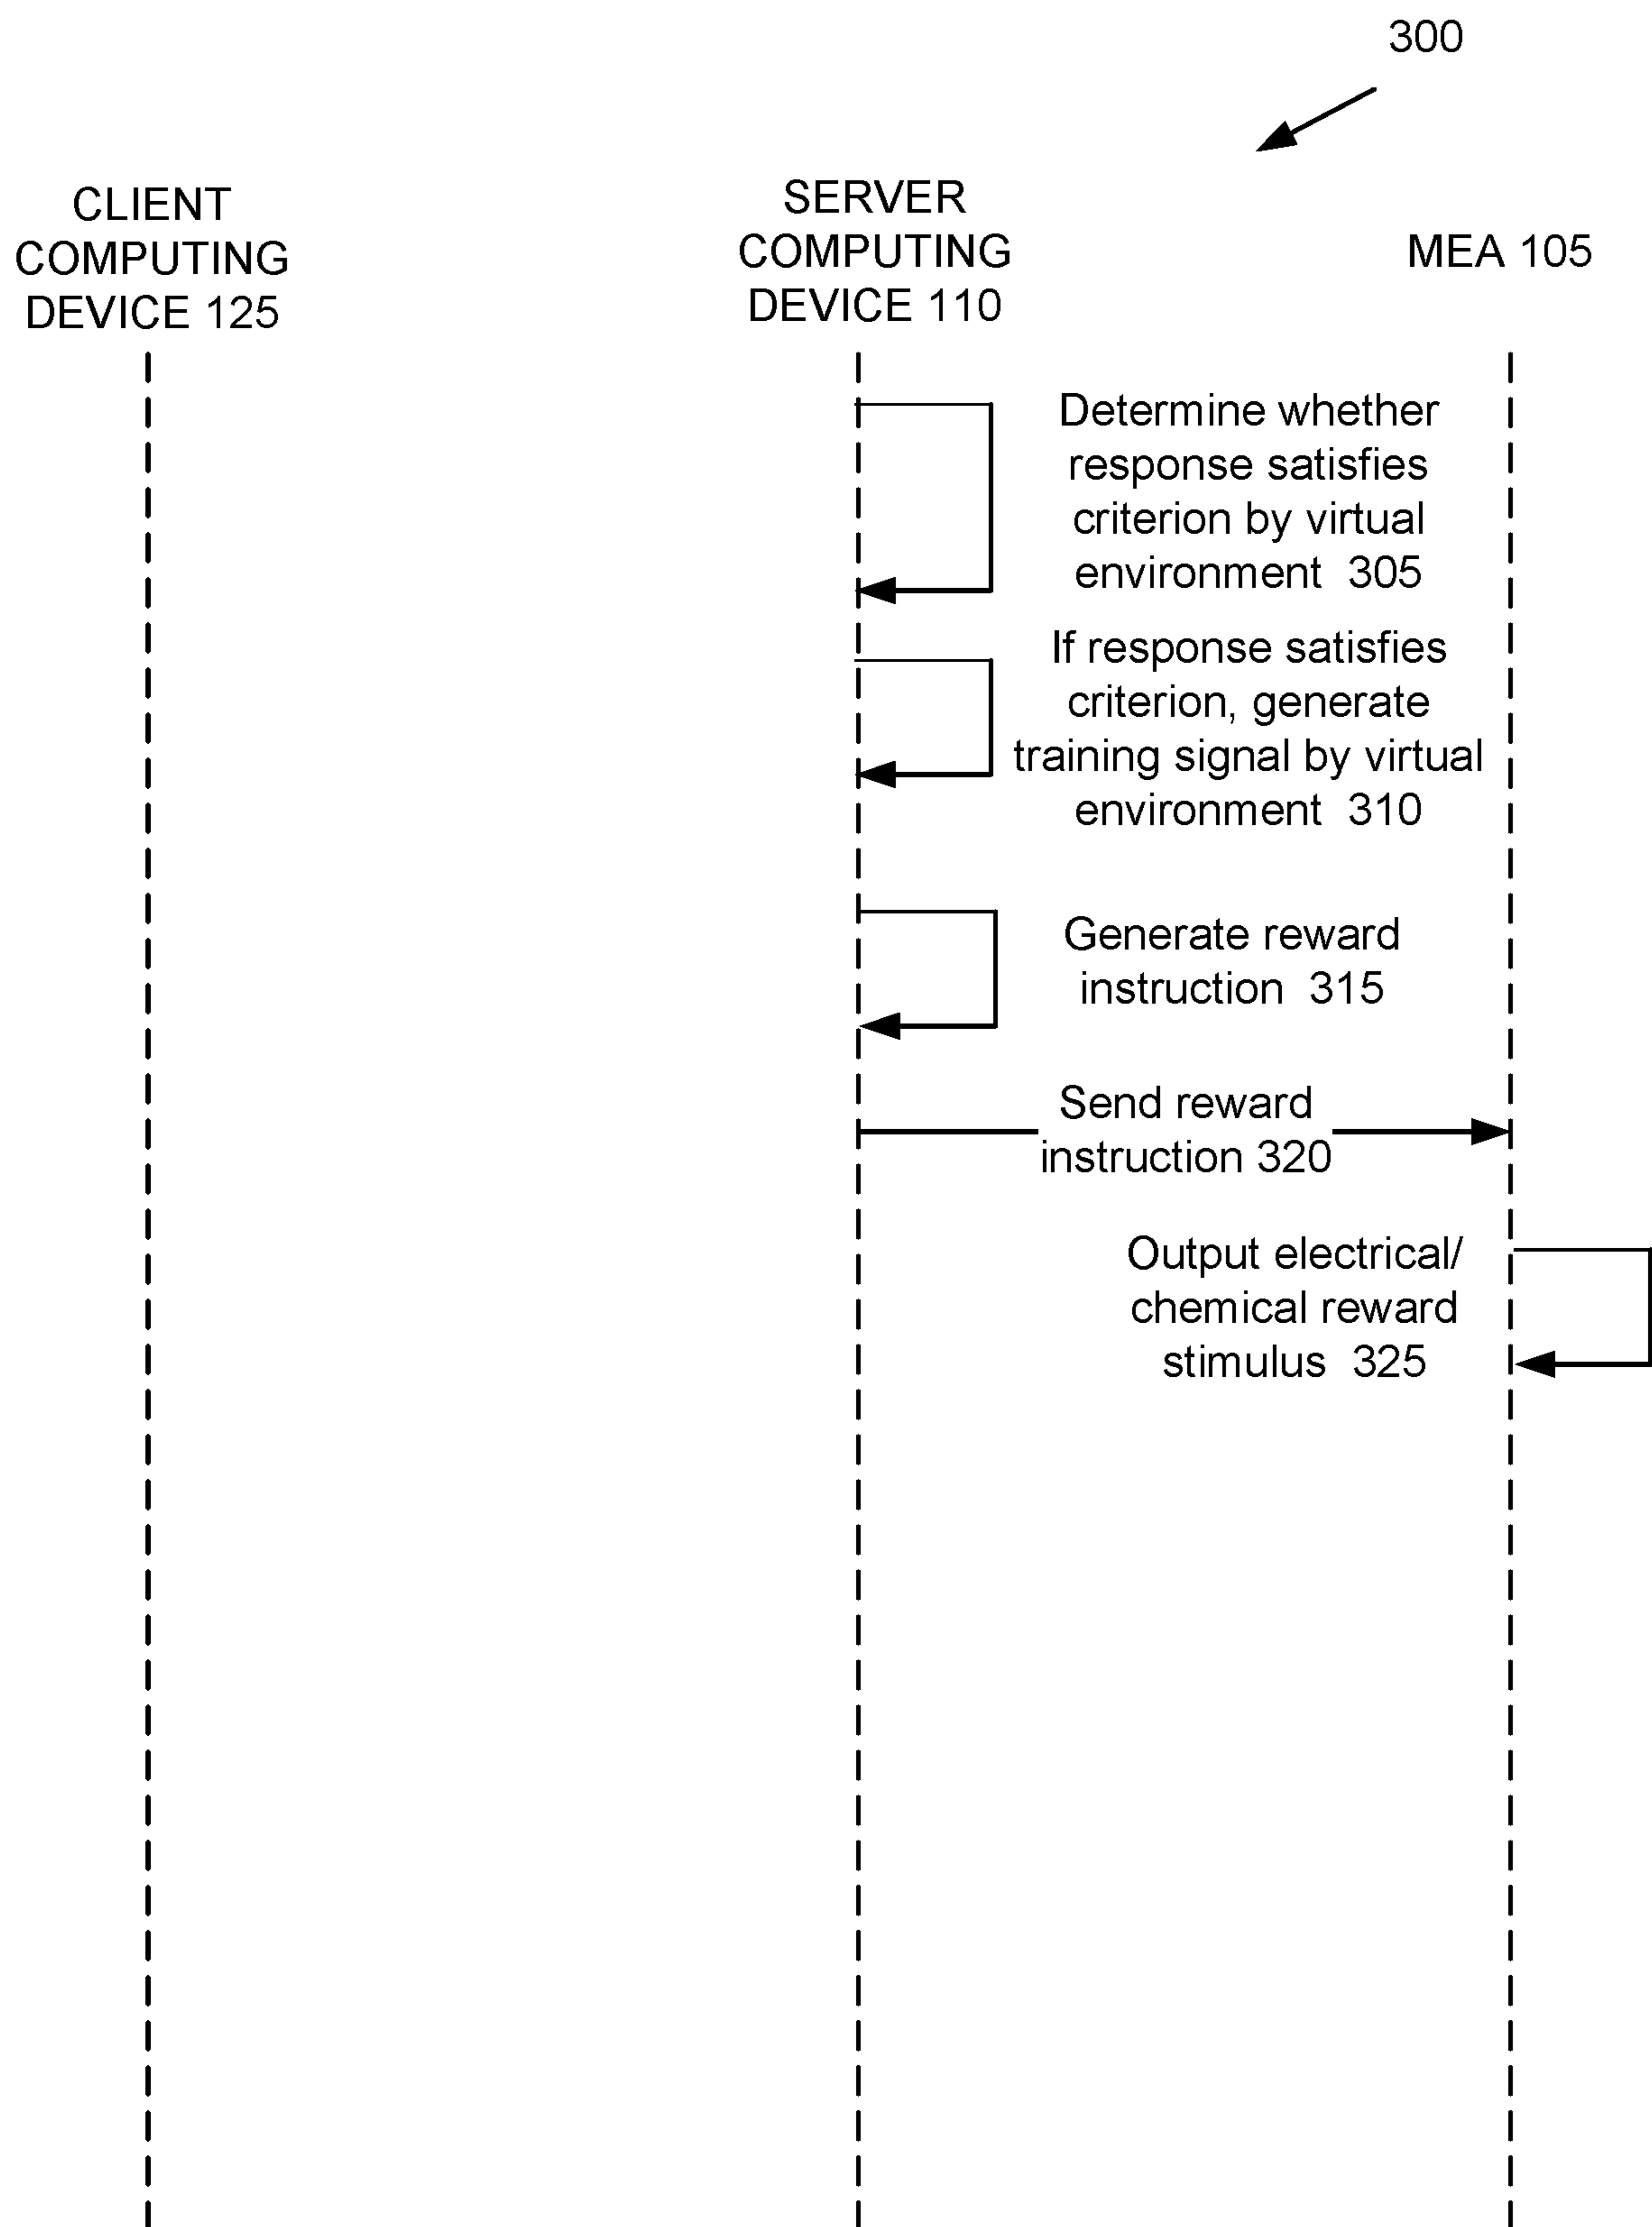 300
CLIENT
COMPUTING
DEVICE 125
SERVER
COMPUTING
DEVICE 110
MEA 105
Determine whether
response satisfies
criterion by virtual
environment 305
If response satisfies
criterion, generate
training signal by virtual
environment 310
Generate reward
instruction 315
Send reward
instruction 320
Output electrical/
chemical reward
stimulus 325